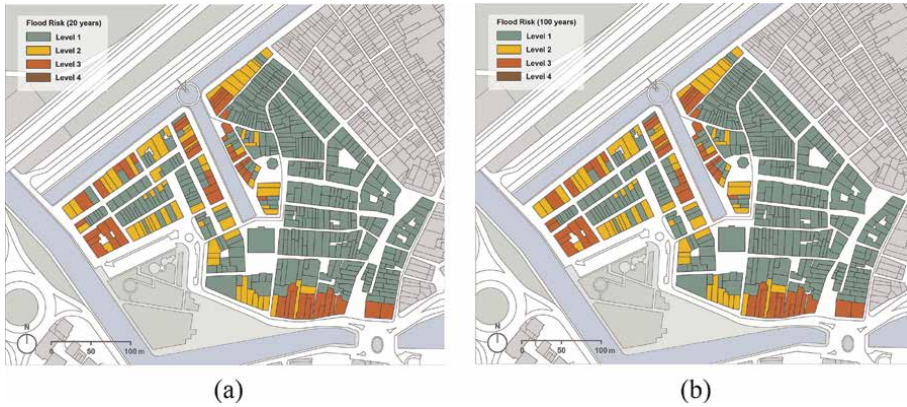 Flood Risk (20 years)
Level 1
Level 2
Level 3
Level 4
N
0 50 100 m
(a)
Flood Risk (100 years)
Level 1
Level 2
Level 3
Level 4
N
0 50 100 m
(b)